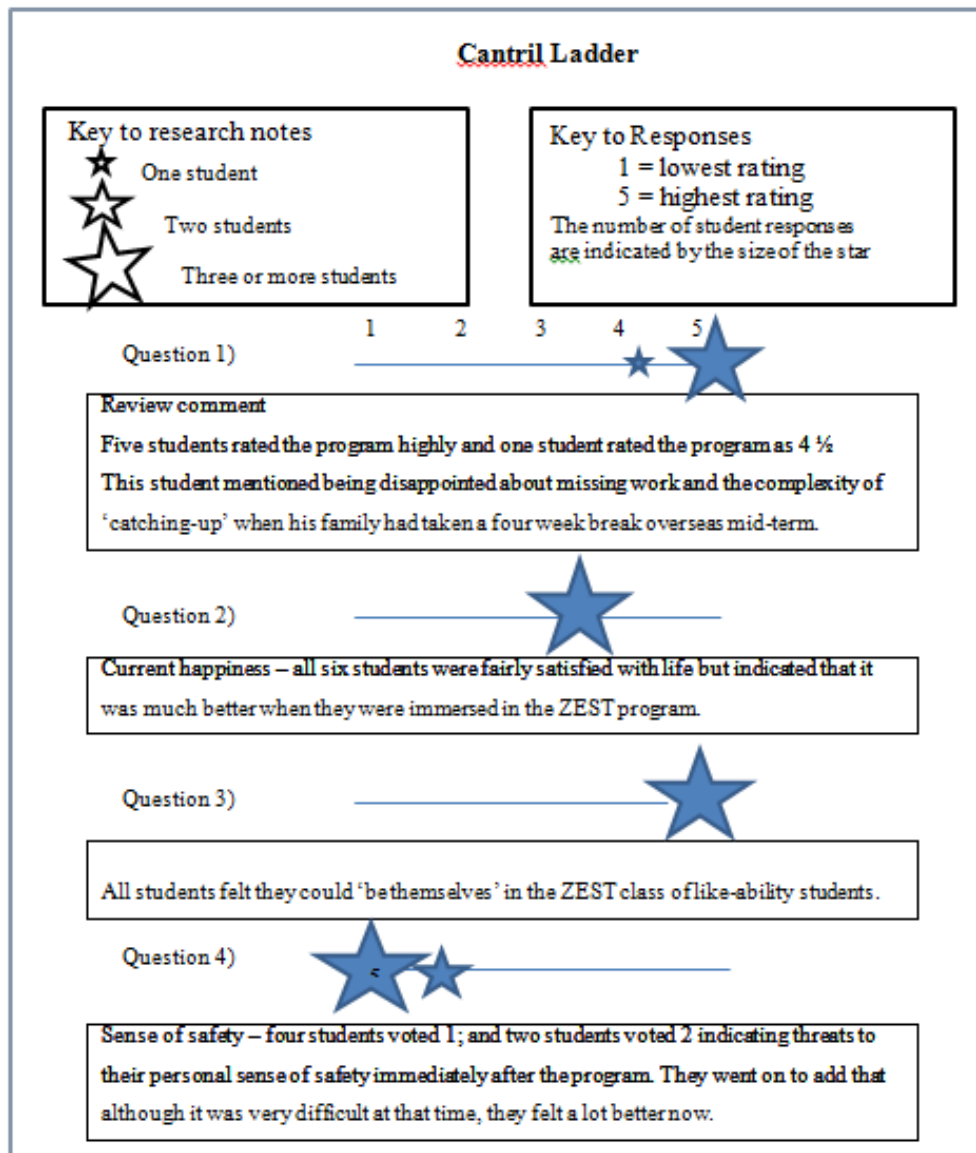 Cantril Ladder
Key to research notes
One student
Two students
Three or more students
Key to Responses
1 = lowest rating
5 = highest rating
The number of student responses
are indicated by the size of the star
1 2 3 4 5
Question 1)
Review comment
Five students rated the program highly and one student rated the program as 4 ½
This student mentioned being disappointed about missing work and the complexity of
‘catching-up’ when his family had taken a four week break overseas mid-term.
Question 2)
Current happiness – all six students were fairly satisfied with life but indicated that it
was much better when they were immersed in the ZEST program.
Question 3)
All students felt they could ‘be themselves’ in the ZEST class of like-ability students.
Question 4)
Sense of safety – four students voted 1; and two students voted 2 indicating threats to
their personal sense of safety immediately after the program. They went on to add that
although it was very difficult at that time, they felt a lot better now.